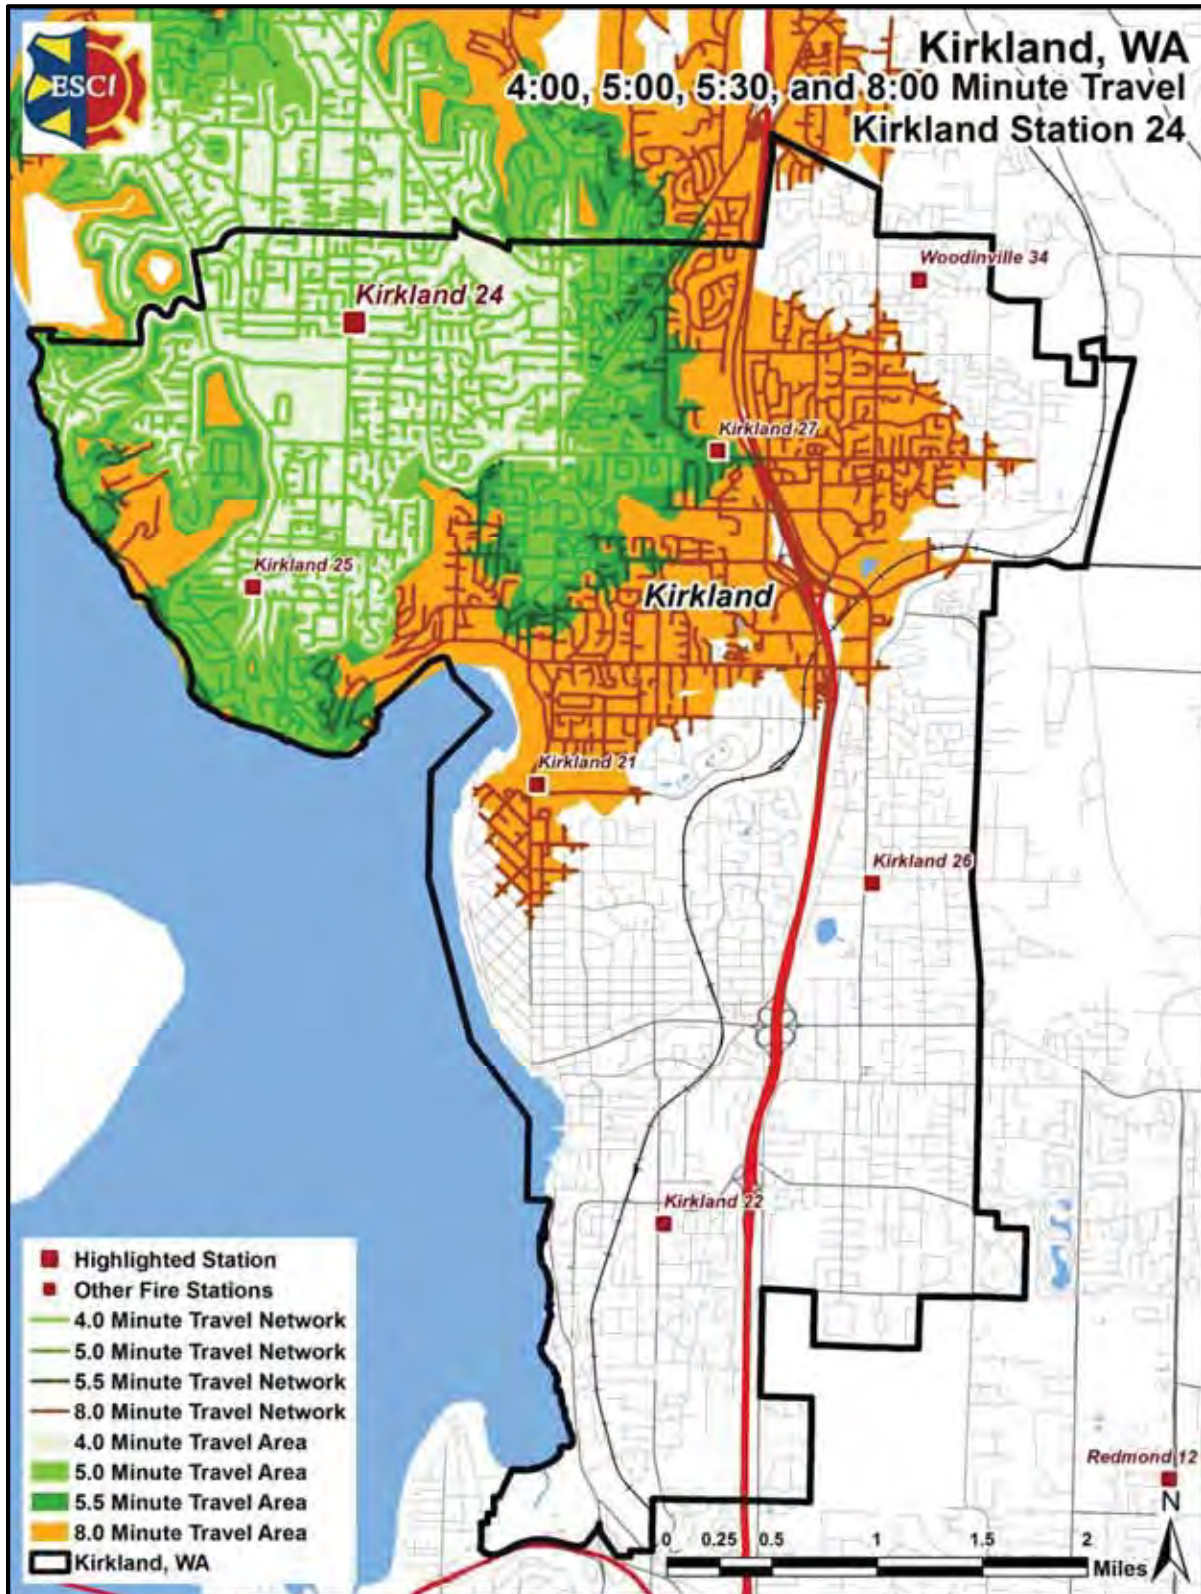 ESCI
Kirkland, WA
4:00, 5:00, 5:30, and 8:00 Minute Travel
Kirkland Station 24
Woodinville 34
Kirkland 24
Kirkland 27
Kirkland 25
Kirkland
Kirkland 21
Kirkland 26
Kirkland 22
Highlighted Station
Other Fire Stations
4.0 Minute Travel Network
5.0 Minute Travel Network
5.5 Minute Travel Network
8.0 Minute Travel Network
4.0 Minute Travel Area
5.0 Minute Travel Area
5.5 Minute Travel Area
8.0 Minute Travel Area
Kirkland, WA
Redmond 12
N
0 0.25 0.5 1 1.5 2
Miles